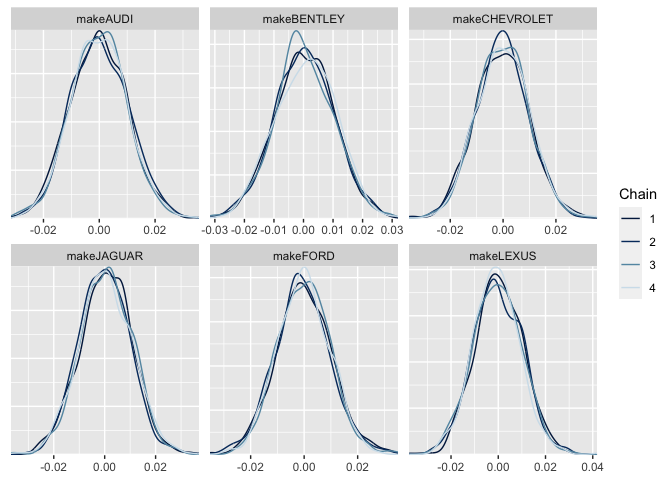 makeAUDI makeBENTLEY makeCHEVROLET
-0.02 0.00 0.02 -0.03 -0.02 -0.01 0.00 0.01 0.02 0.03 -0.02 0.00 0.02
Chain
1
2
3
4
makeJAGUAR makeFORD makeLEXUS
-0.02 0.00 0.02 -0.02 0.00 0.02 -0.02 0.00 0.02 0.04